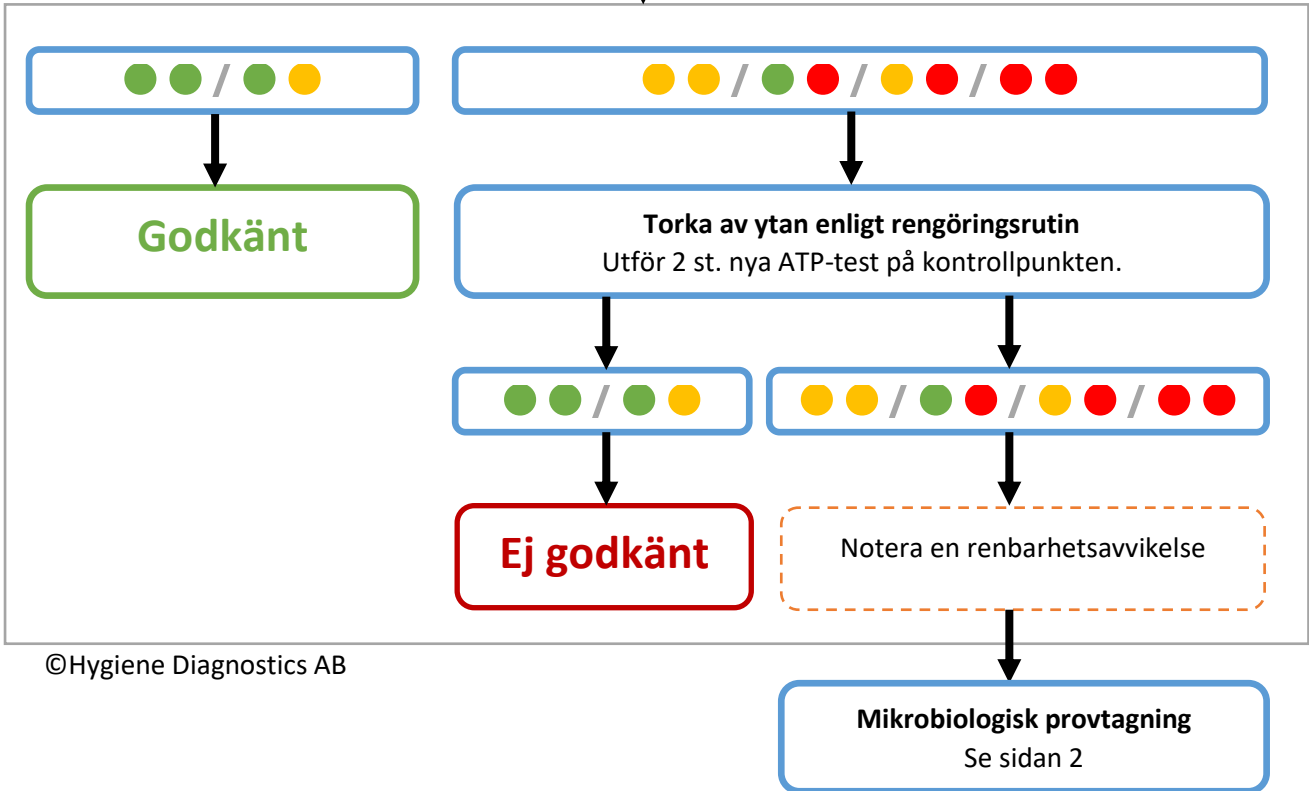 /
/ / /
Godkänt
Torka av ytan enligt rengöringsrutin
Utför 2 st. nya ATP-test på kontrollpunkten.
/
/ / /
Ej godkänt
Notera en renbarhetsavvikelse
©Hygiene Diagnostics AB
Mikrobiologisk provtagning
Se sidan 2